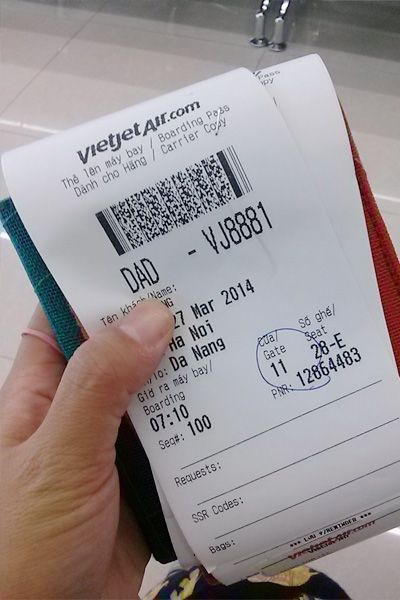 VietjetAir.com
Thẻ lên máy bay / Boarding Pass
Dành cho Hãng / Carrier Copy
DAD - VJ8881
Tên khách/Name:
27 Mar 2014
Ha Noi
Da Nang
Giờ ra máy bay/
Boarding
07:10
Seq#: 100
Cửa/
Gate
11
Số ghế/
Seat
28-E
PNR: 12864483
Requests:
SSR Codes:
Bags:
Pass